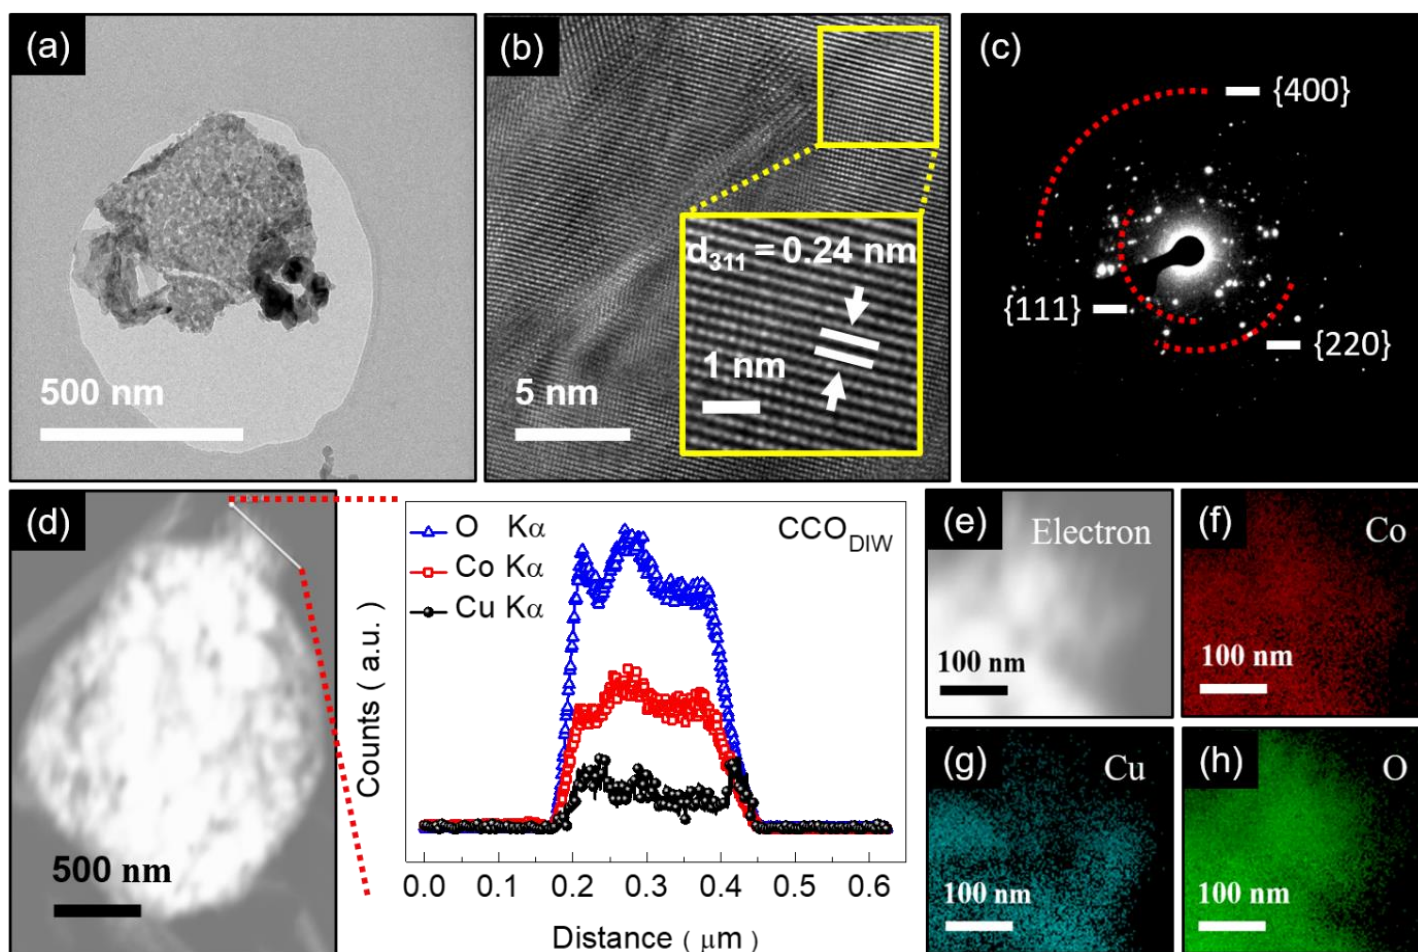 (a)
500 nm
(b)
d311 = 0.24 nm
1 nm
5 nm
(c)
{400}
{111}
{220}
(d)
500 nm
O Kα
Co Kα
Cu Kα
CCODIW
Counts ( a.u. )
0.0 0.1 0.2 0.3 0.4 0.5 0.6
Distance ( μm )
(e)
Electron
100 nm
(f)
Co
100 nm
(g)
Cu
100 nm
(h)
O
100 nm